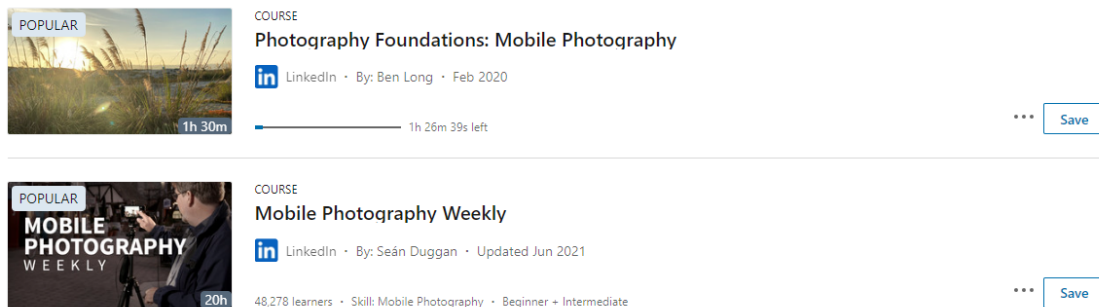 POPULAR
1h 30m
COURSE
Photography Foundations: Mobile Photography
in LinkedIn · By: Ben Long · Feb 2020
1h 26m 39s left
... Save
POPULAR
MOBILE
PHOTOGRAPHY
WEEKLY
20h
COURSE
Mobile Photography Weekly
in LinkedIn · By: Seán Duggan · Updated Jun 2021
48,278 learners · Skill: Mobile Photography · Beginner + Intermediate
... Save